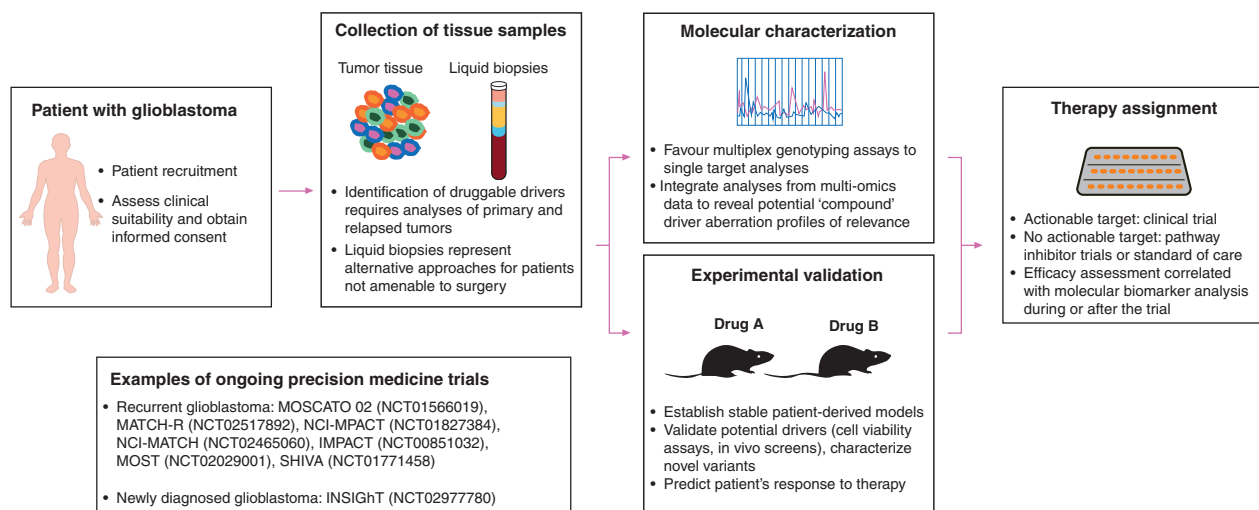 Patient with glioblastoma
• Patient recruitment
• Assess clinical
suitability and obtain
informed consent
Collection of tissue samples
Tumor tissue
Liquid biopsies
• Identification of druggable drivers
requires analyses of primary and
relapsed tumors
• Liquid biopsies represent
alternative approaches for patients
not amenable to surgery
Molecular characterization
• Favour multiplex genotyping assays to
single target analyses
• Integrate analyses from multi-omics
data to reveal potential ‘compound’
driver aberration profiles of relevance
Experimental validation
Drug A
Drug B
• Establish stable patient-derived models
• Validate potential drivers (cell viability
assays, in vivo screens), characterize
novel variants
• Predict patient’s response to therapy
Therapy assignment
• Actionable target: clinical trial
• No actionable target: pathway
inhibitor trials or standard of care
• Efficacy assessment correlated
with molecular biomarker analysis
during or after the trial
Examples of ongoing precision medicine trials
• Recurrent glioblastoma: MOSCATO 02 (NCT01566019),
MATCH-R (NCT02517892), NCI-MPACT (NCT01827384),
NCI-MATCH (NCT02465060), IMPACT (NCT00851032),
MOST (NCT02029001), SHIVA (NCT01771458)
• Newly diagnosed glioblastoma: INSIGhT (NCT02977780)